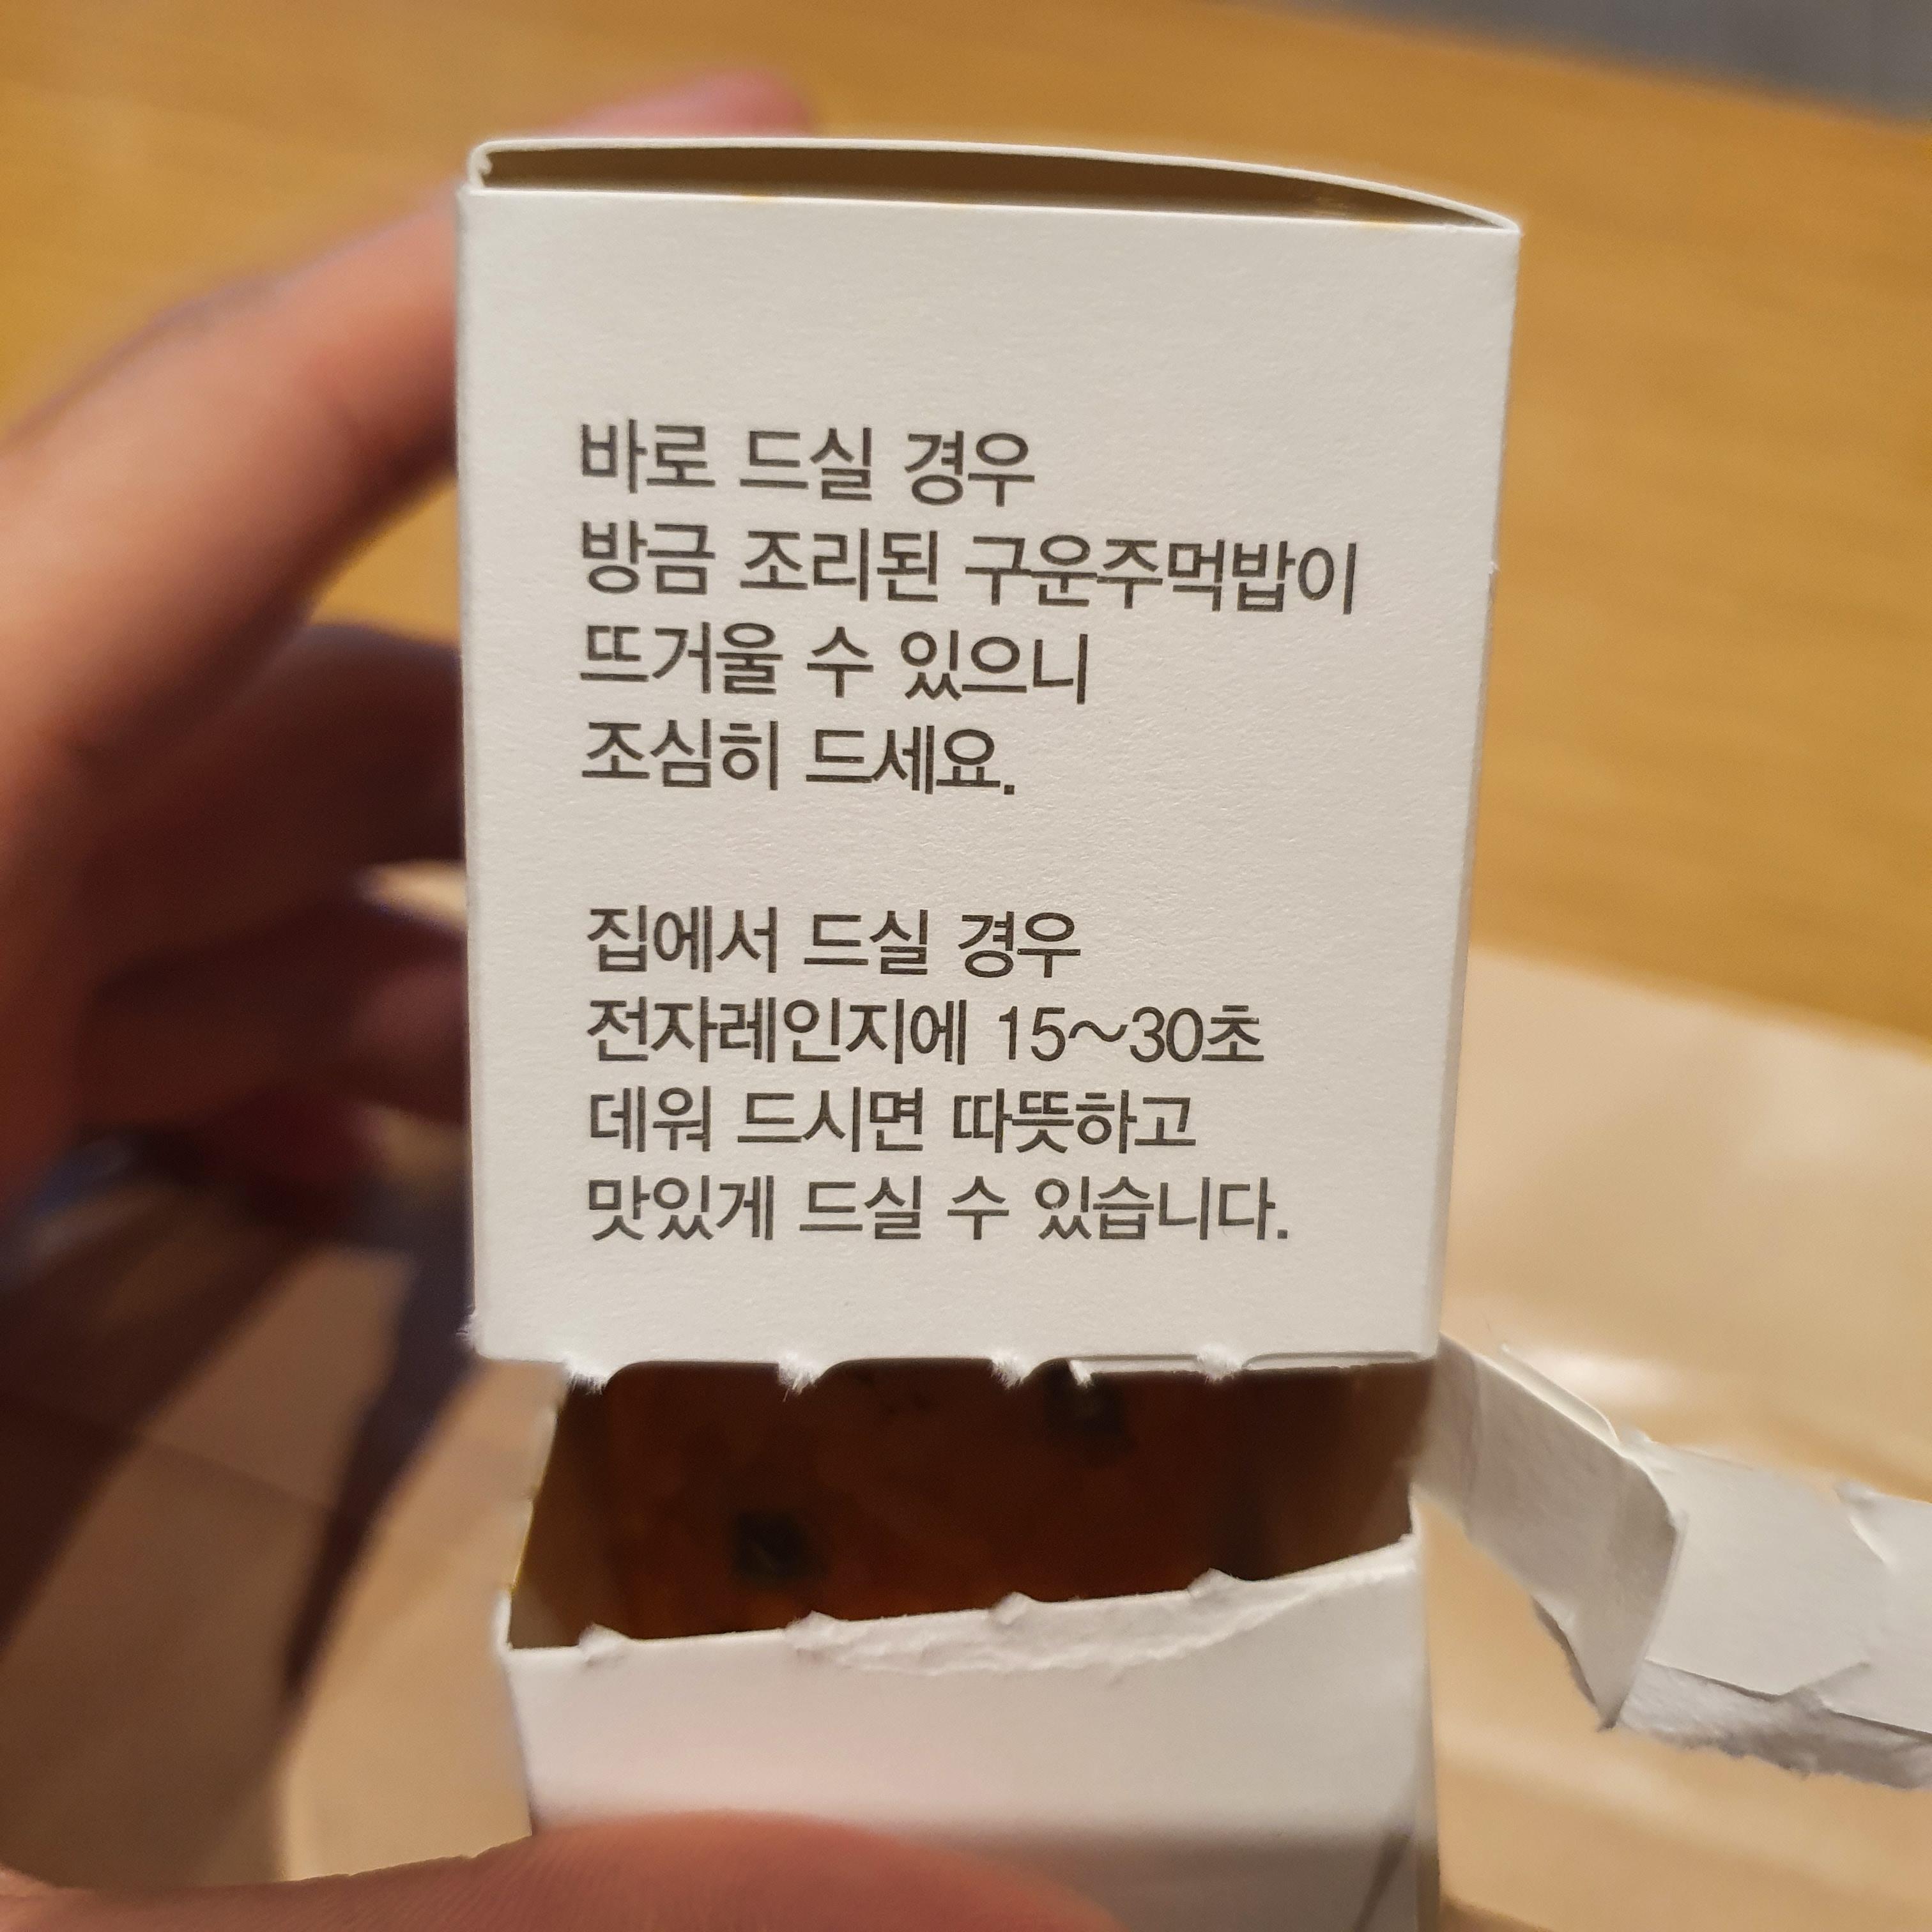 바로 드실 경우
방금 조리된 구운주먹밥이
뜨거울 수 있으니
조심히 드세요.
집에서 드실 경우
전자레인지에 15~30초
데워 드시면 따뜻하고
맛있게 드실 수 있습니다.